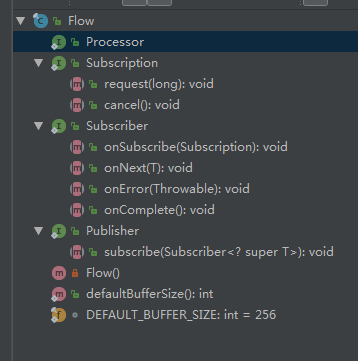 Flow
Processor
Subscription
request(long): void
cancel(): void
Subscriber
onSubscribe(Subscription): void
onNext(T): void
onError(Throwable): void
onComplete(): void
Publisher
subscribe(Subscriber<? super T>): void
Flow()
defaultBufferSize(): int
DEFAULT_BUFFER_SIZE: int = 256